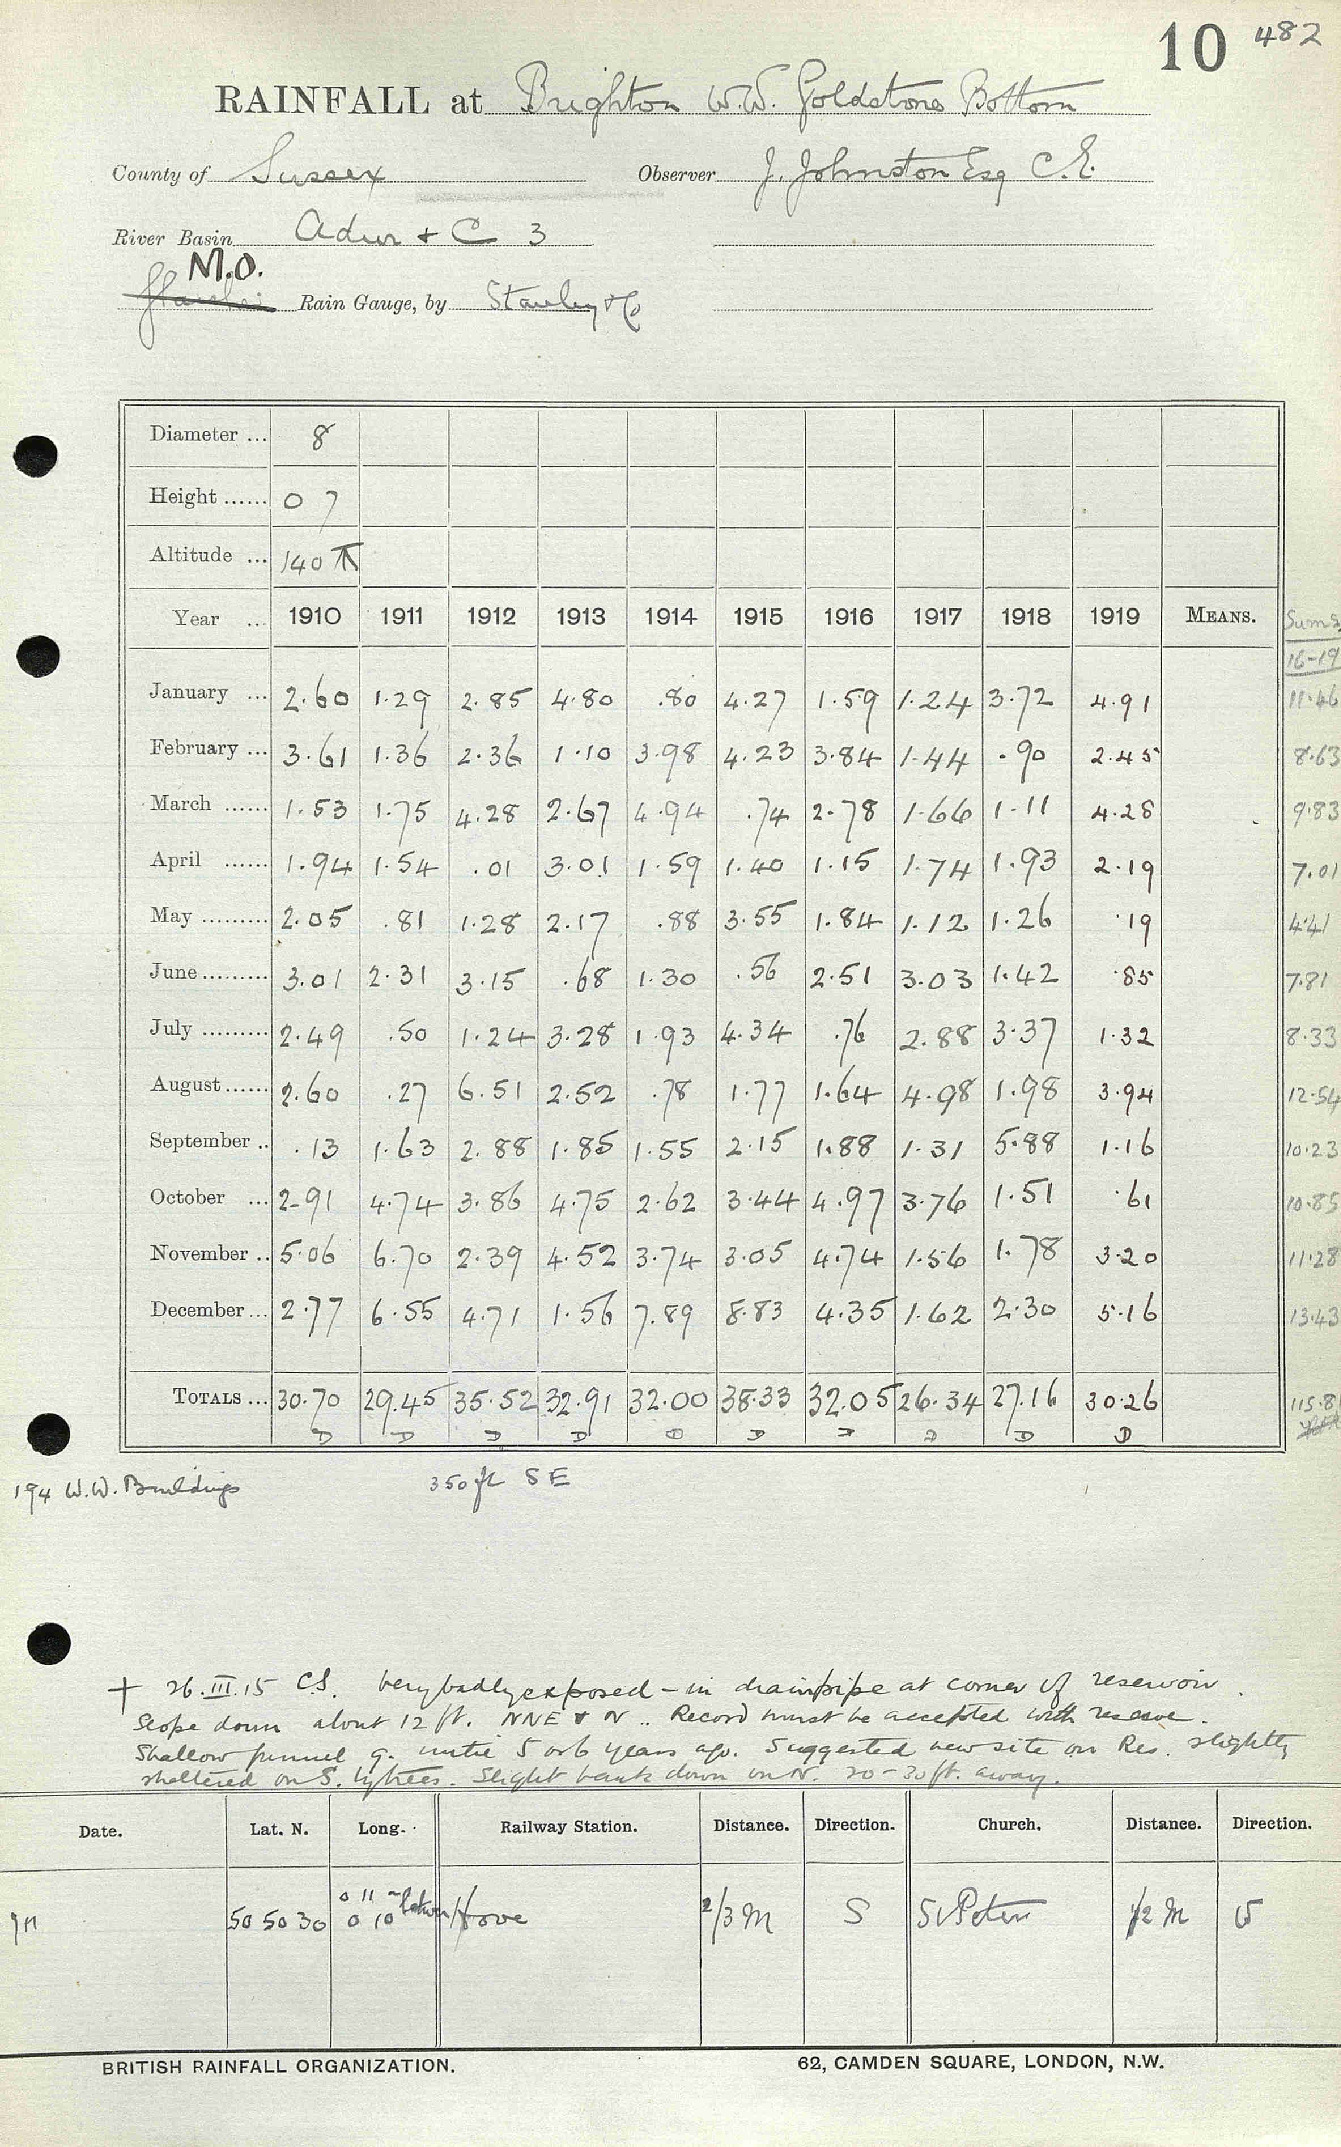 10 482
RAINFALL at Brighton W.W. Goldstone Bottom
County of Sussex Observer J. Johnston Esq C.E.
River Basin Adur & C 3
M.O.
Rain Gauge, by Stanley & Co
Diameter ... 8
Height ...... 0 7
Altitude ... 140
Year ... 1910 1911 1912 1913 1914 1915 1916 1917 1918 1919 MEANS. Sums
16-19
January ... 2.60 1.29 2.85 4.80 .80 4.27 1.59 1.24 3.72 4.91 11.46
February ... 3.61 1.36 2.36 1.10 3.98 4.23 3.84 1.44 .90 2.45 8.63
March ...... 1.53 1.75 4.28 2.67 4.94 .74 2.78 1.66 1.11 4.28 9.83
April ...... 1.94 1.54 .01 3.01 1.59 1.40 1.15 1.74 1.93 2.19 7.01
May ......... 2.05 .81 1.28 2.17 .88 3.55 1.84 1.12 1.26 .19 4.41
June ......... 3.01 2.31 3.15 .68 1.30 .56 2.51 3.03 1.42 .85 7.81
July ......... 2.49 .50 1.24 3.28 1.93 4.34 .76 2.88 3.37 1.32 8.33
August ...... 2.60 .27 6.51 2.52 .78 1.77 1.64 4.98 1.98 3.94 12.54
September .. .13 1.63 2.88 1.85 1.55 2.15 1.88 1.31 5.88 1.16 10.23
October ... 2.91 4.74 3.86 4.75 2.62 3.44 4.97 3.76 1.51 .61 10.85
November .. 5.06 6.70 2.39 4.52 3.74 3.05 4.74 1.56 1.78 3.20 11.28
December ... 2.77 6.55 4.71 1.56 7.89 8.83 4.35 1.62 2.30 5.16 13.43
TOTALS ... 30.70 29.45 35.52 32.91 32.00 38.33 32.05 26.34 27.16 30.26 115.81
D D D D D D D D D D
194 W.W. Buildings 350 ft SE
+ 26.III.15 C.S. Very badly exposed - in drainpipe at corner of reservoir.
Slope down about 12 ft. NNE & N .. Record must be accepted with reserve.
Shallow funnel g. until 5 or 6 years ago. Suggested new site on Res. slightly
sheltered on S. by trees. Slight bank down on N. 20-30 ft. away.
Date. Lat. N. Long. Railway Station. Distance. Direction. Church. Distance. Direction.
0 11
50 50 30 0 10 Hove 2/3 M S St Peter 1/2 M W
BRITISH RAINFALL ORGANIZATION. 62, CAMDEN SQUARE, LONDON, N.W.